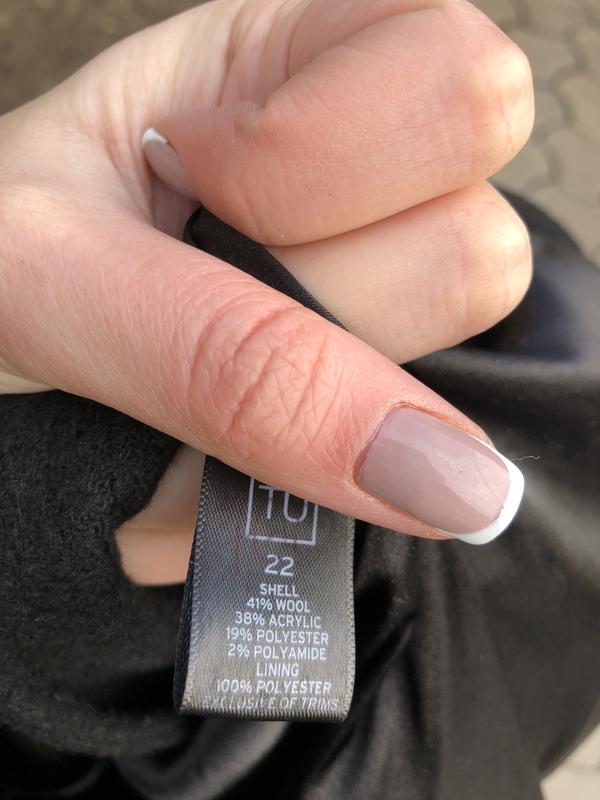 TU
22
SHELL
41% WOOL
38% ACRYLIC
19% POLYESTER
2% POLYAMIDE
LINING
100% POLYESTER
EXCLUSIVE OF TRIMS